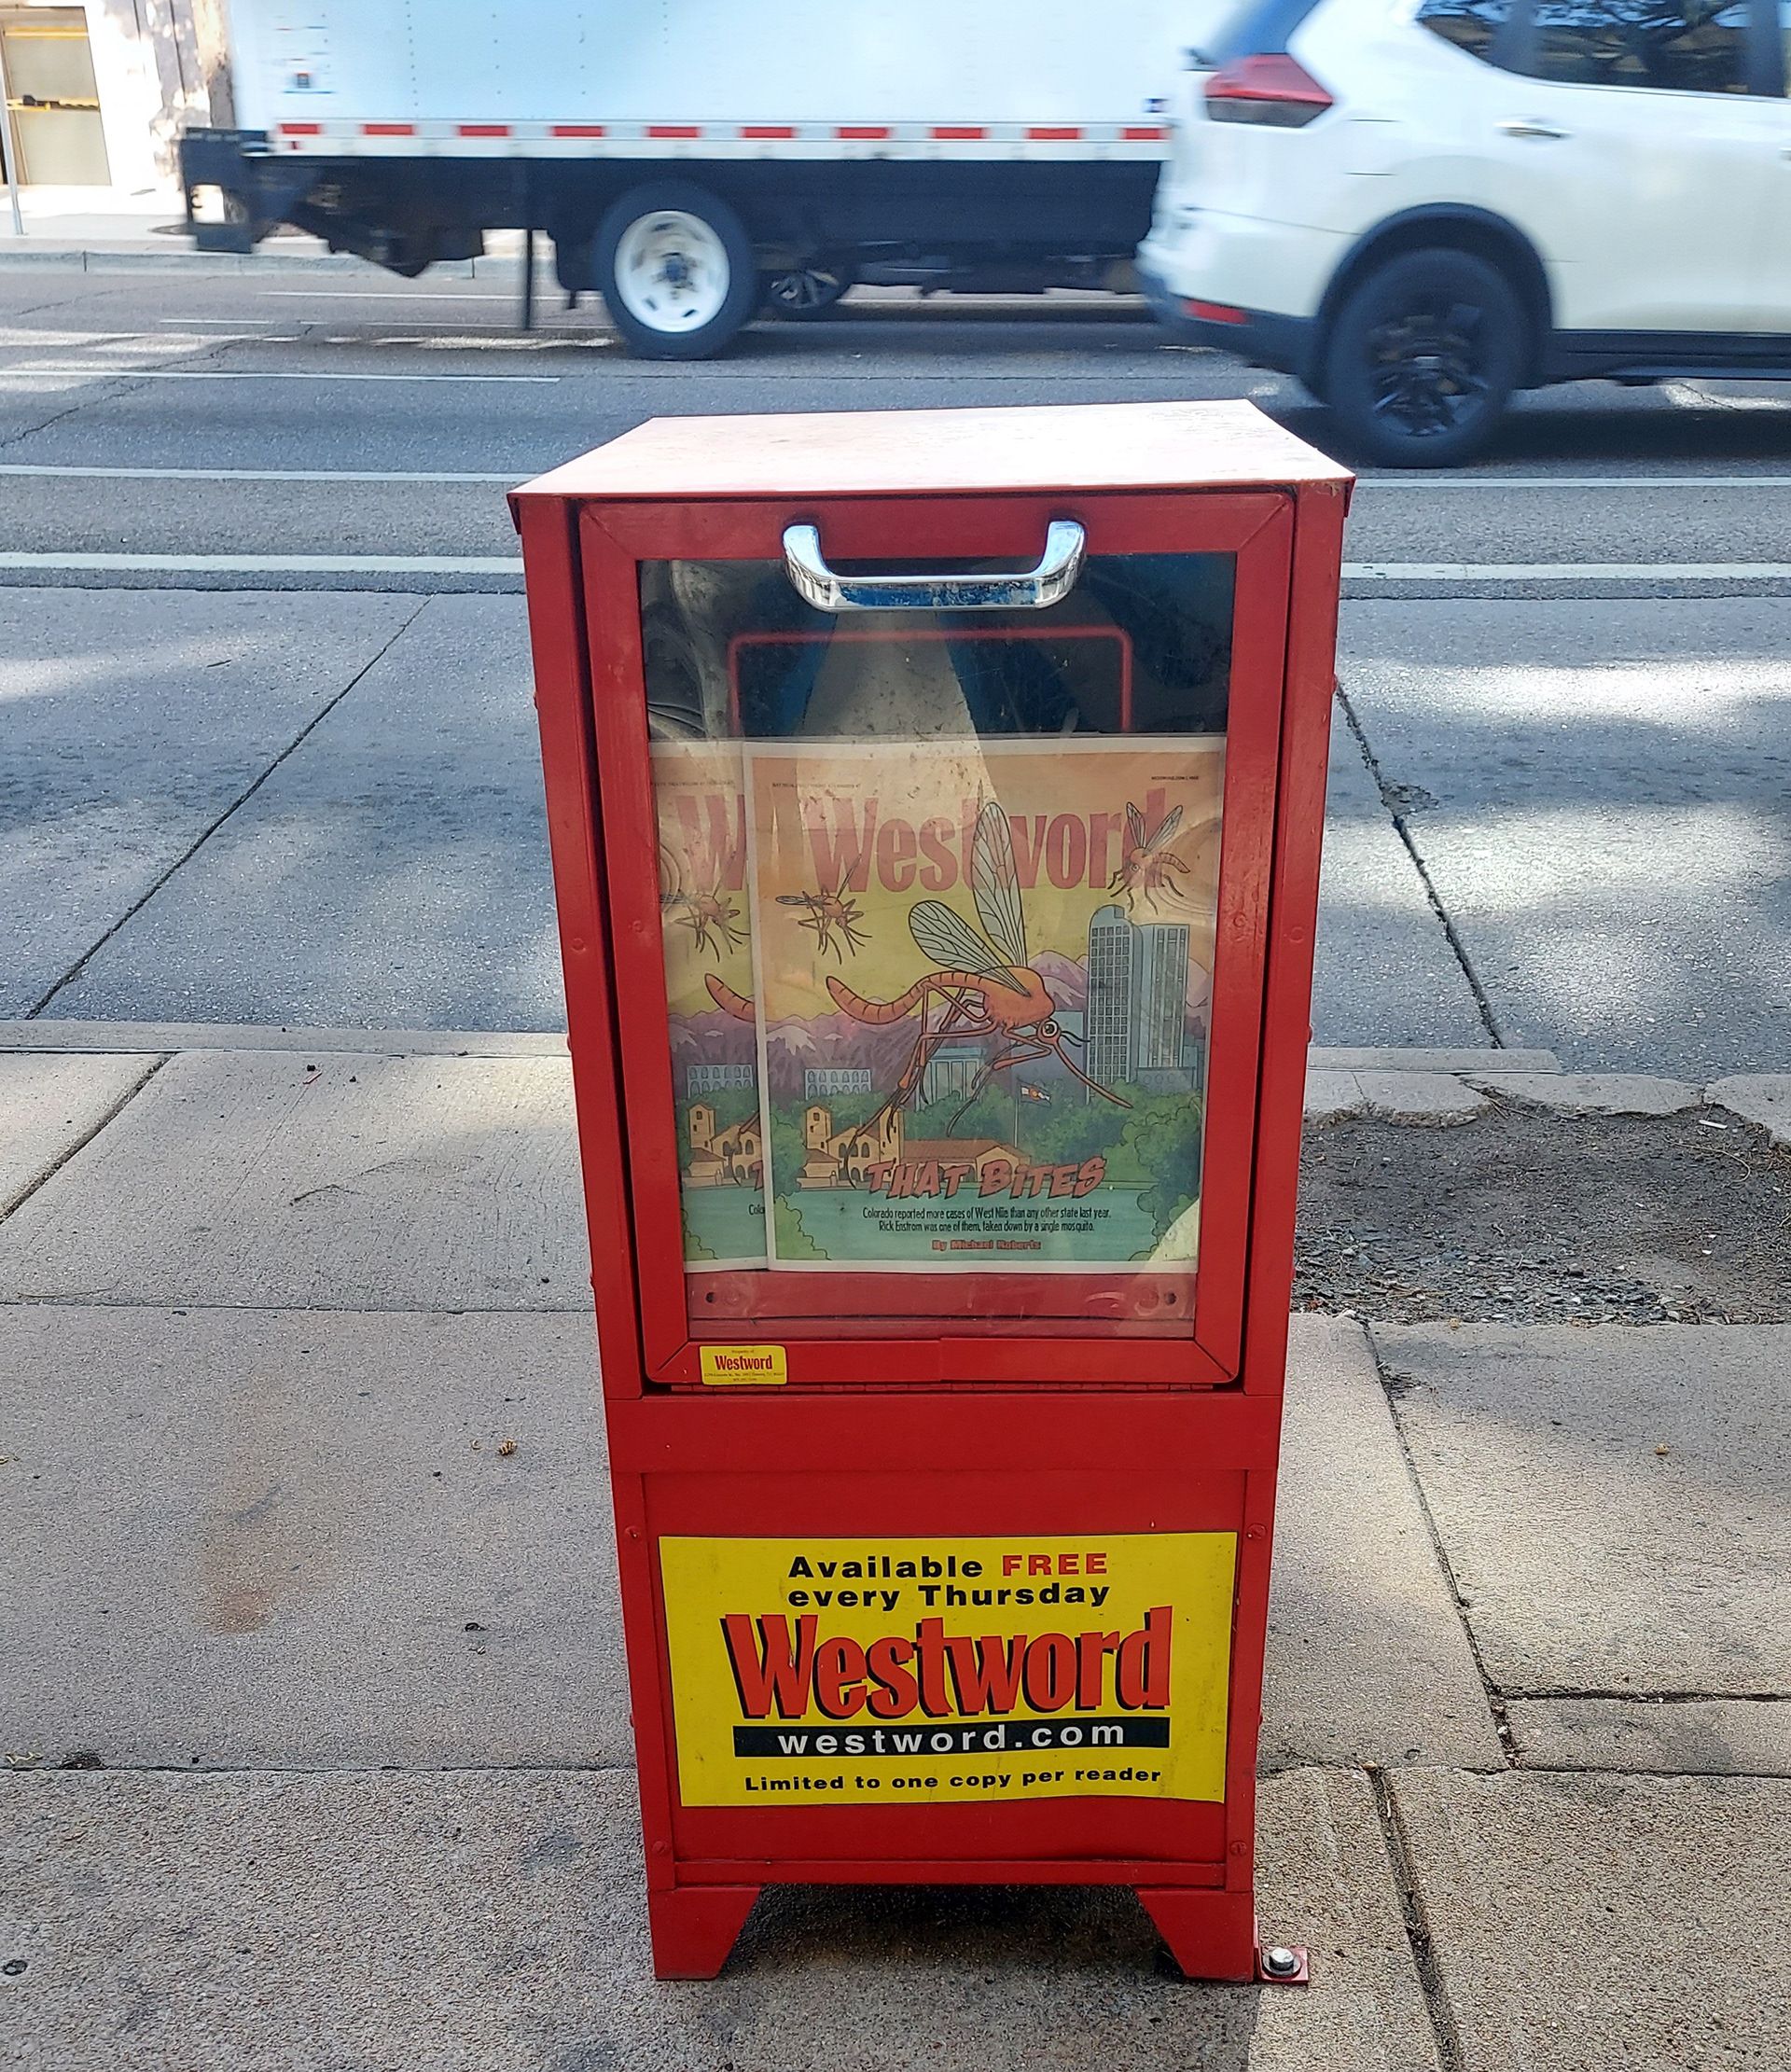 W
Westword
THAT BITES
Colorado reported more cases of West Nile than any other state last year.
Rick Enstrom was one of them, taken down by a single mosquito.
By Michael Roberts
Property of
Westword
Available FREE
every Thursday
Westword
westword.com
Limited to one copy per reader